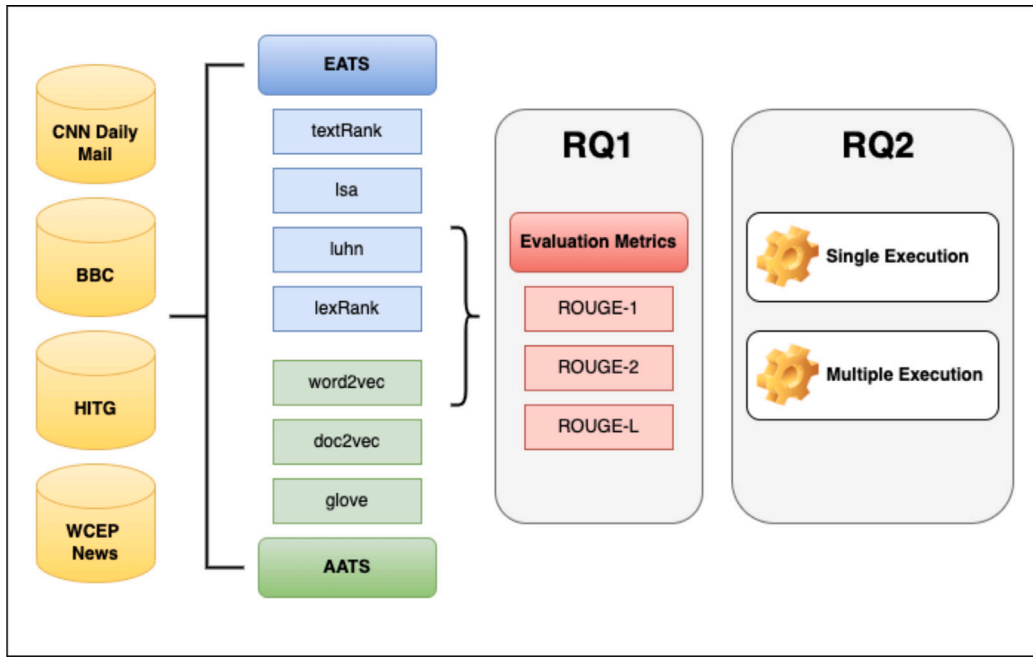 CNN Daily
Mail
BBC
HITG
WCEP
News
EATS
textRank
lsa
luhn
lexRank
word2vec
doc2vec
glove
AATS
RQ1
Evaluation Metrics
ROUGE-1
ROUGE-2
ROUGE-L
RQ2
Single Execution
Multiple Execution